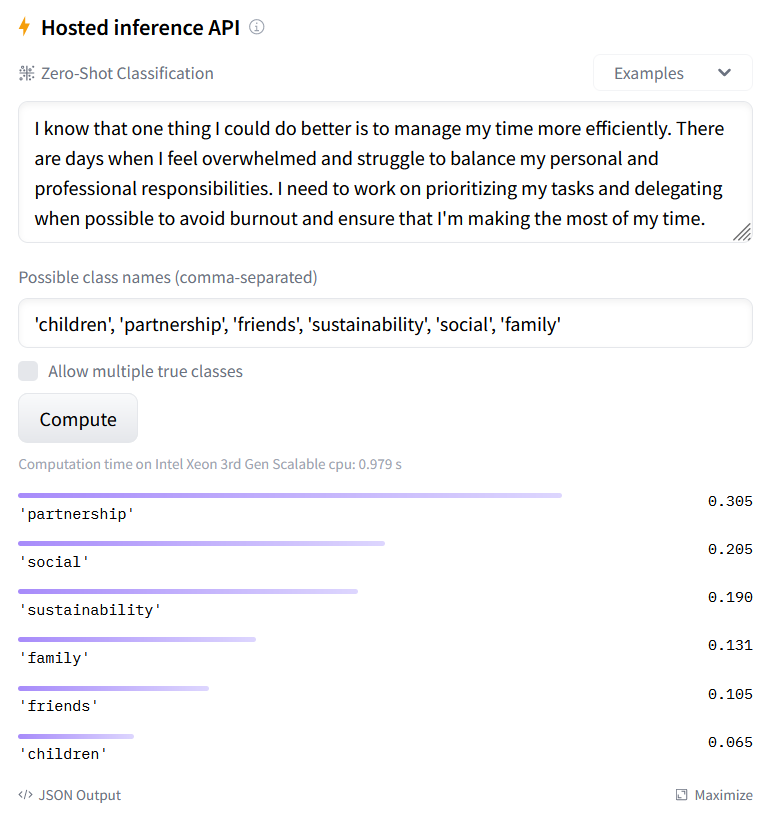 Hosted inference API
Zero-Shot Classification
Examples
I know that one thing I could do better is to manage my time more efficiently. There
are days when I feel overwhelmed and struggle to balance my personal and
professional responsibilities. I need to work on prioritizing my tasks and delegating
when possible to avoid burnout and ensure that I'm making the most of my time.
Possible class names (comma-separated)
'children', 'partnership', 'friends', 'sustainability', 'social', 'family'
Allow multiple true classes
Compute
Computation time on Intel Xeon 3rd Gen Scalable cpu: 0.979 s
'partnership' 0.305
'social' 0.205
'sustainability' 0.190
'family' 0.131
'friends' 0.105
'children' 0.065
</> JSON Output
Maximize